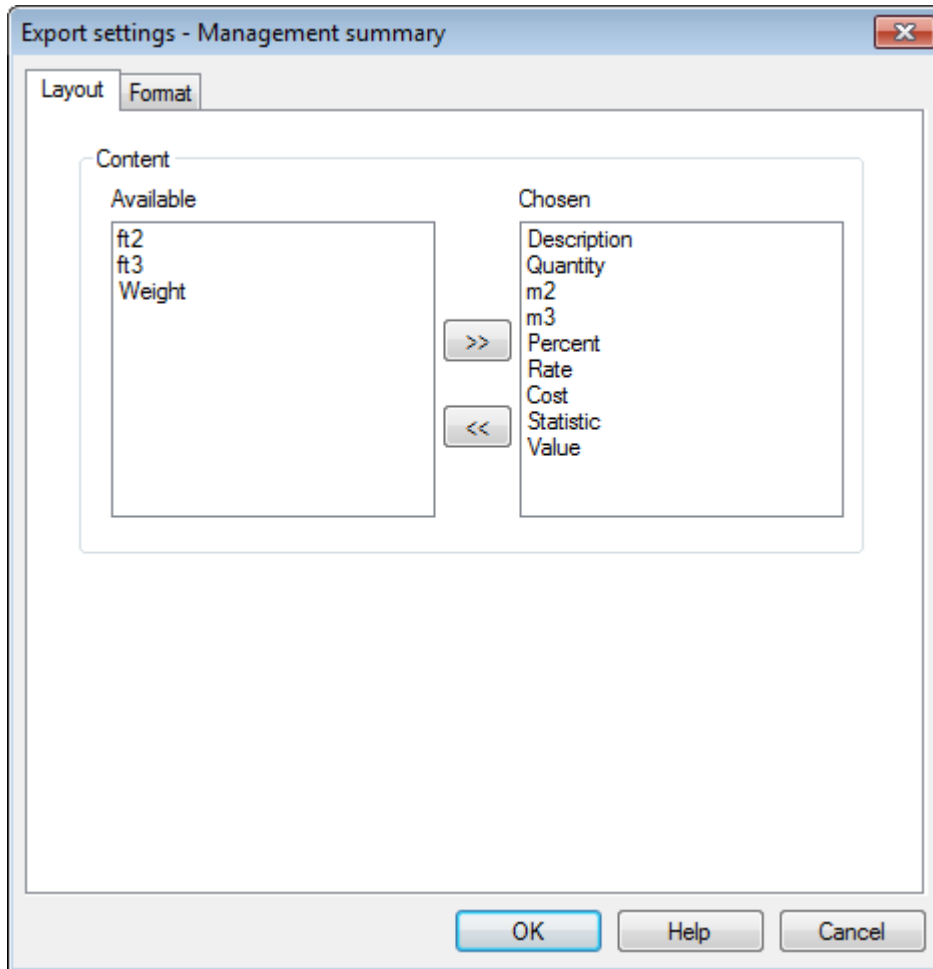 Export settings - Management summary
Layout
Format
Content
Available
Chosen
ft2
ft3
Weight
>>
<<
Description
Quantity
m2
m3
Percent
Rate
Cost
Statistic
Value
OK
Help
Cancel